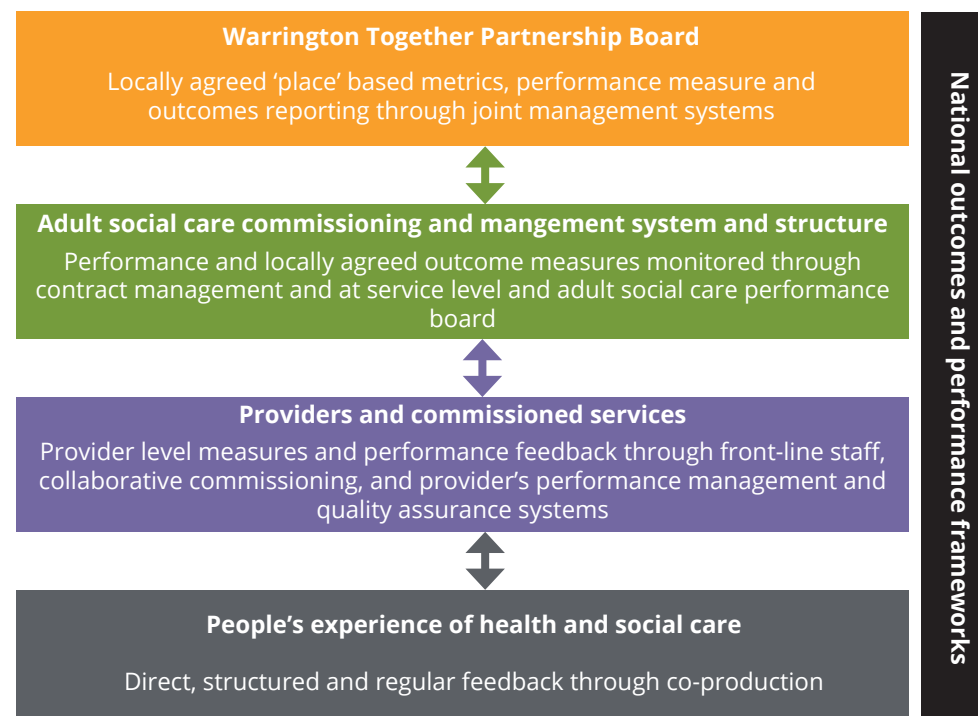 Warrington Together Partnership Board
Locally agreed ‘place’ based metrics, performance measure and
outcomes reporting through joint management systems
Adult social care commissioning and mangement system and structure
Performance and locally agreed outcome measures monitored through
contract management and at service level and adult social care performance
board
Providers and commissioned services
Provider level measures and performance feedback through front-line staff,
collaborative commissioning, and provider’s performance management and
quality assurance systems
People’s experience of health and social care
Direct, structured and regular feedback through co-production
National outcomes and performance frameworks